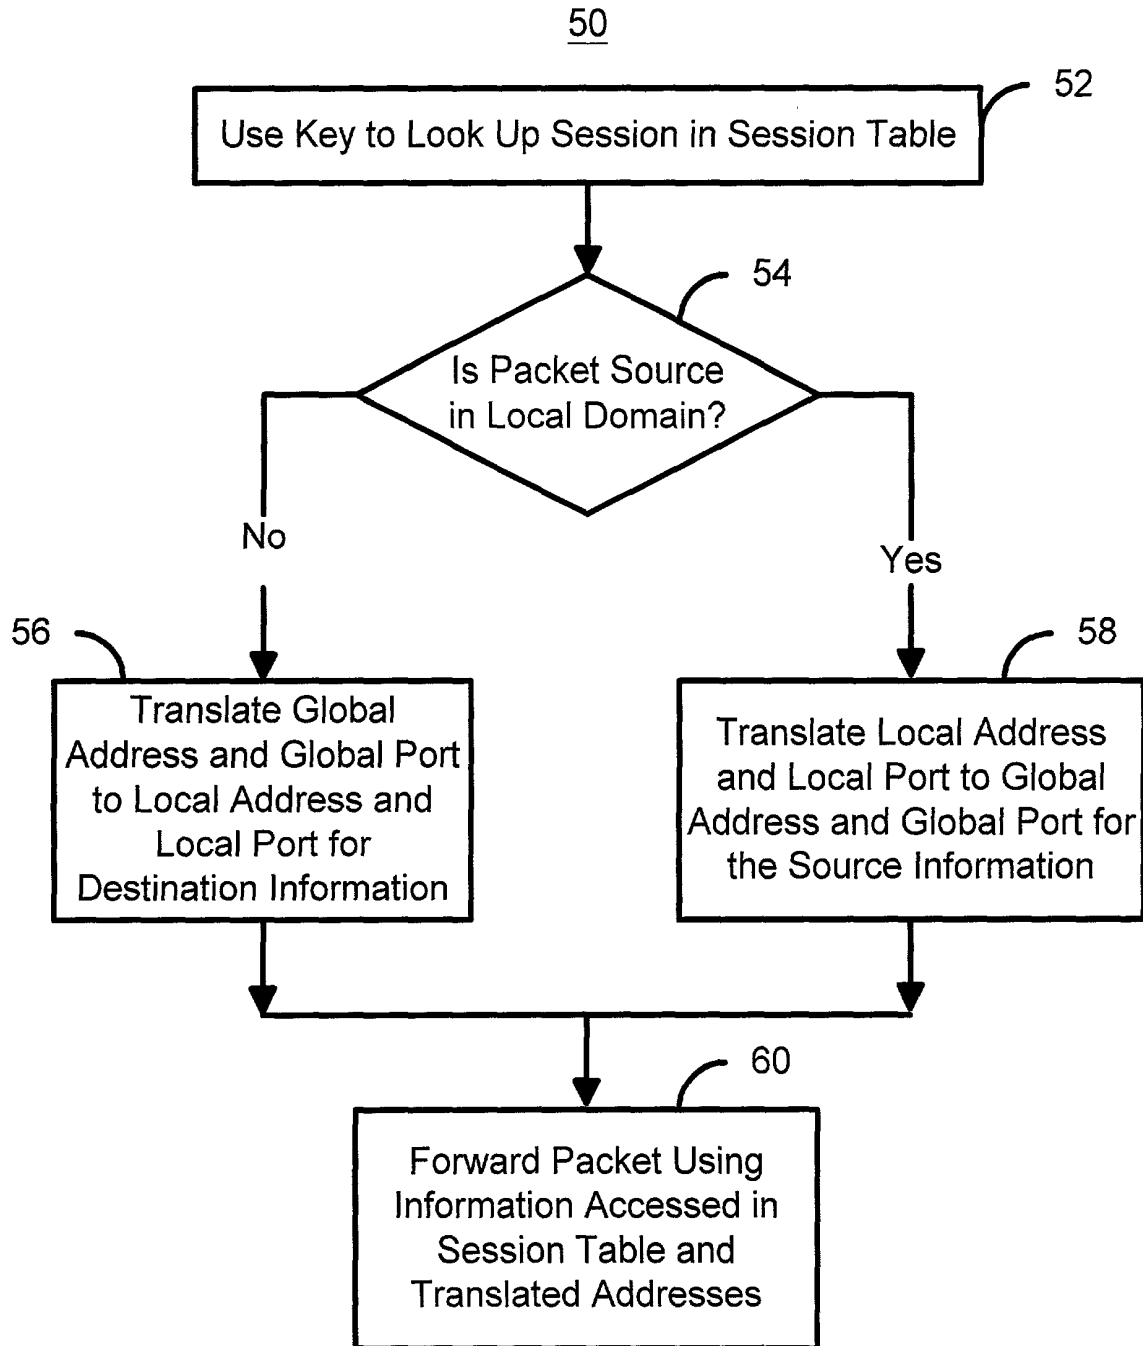 50
52
Use Key to Look Up Session in Session Table
54
Is Packet Source
in Local Domain?
No
Yes
56
58
Translate Global
Address and Global Port
to Local Address and
Local Port for
Destination Information
Translate Local Address
and Local Port to Global
Address and Global Port for
the Source Information
60
Forward Packet Using
Information Accessed in
Session Table and
Translated Addresses